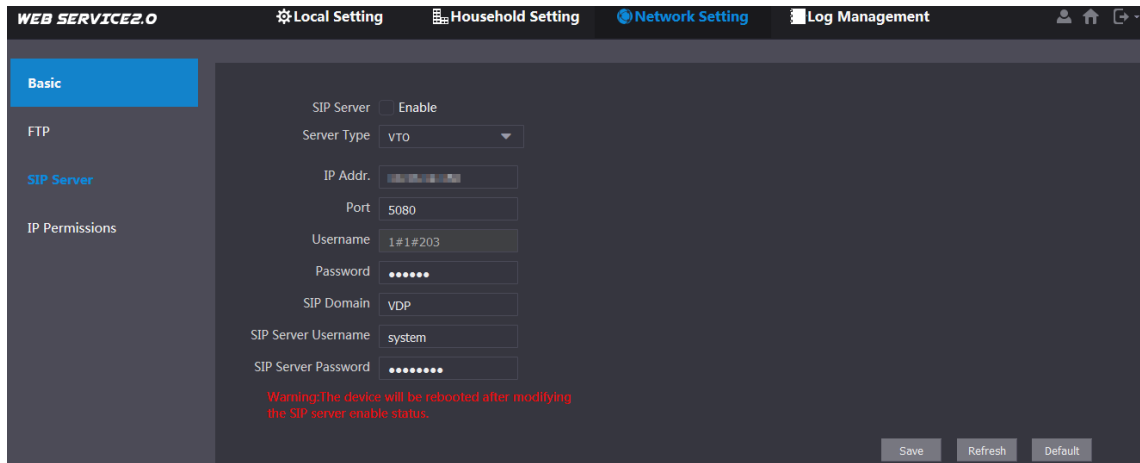 WEB SERVICE2.0
Local Setting
Household Setting
Network Setting
Log Management
Basic
FTP
SIP Server
IP Permissions
SIP Server Enable
Server Type VTO
IP Addr.
Port 5080
Username 1#1#203
Password ••••••
SIP Domain VDP
SIP Server Username system
SIP Server Password ••••••••
Warning:The device will be rebooted after modifying
the SIP server enable status.
Save Refresh Default